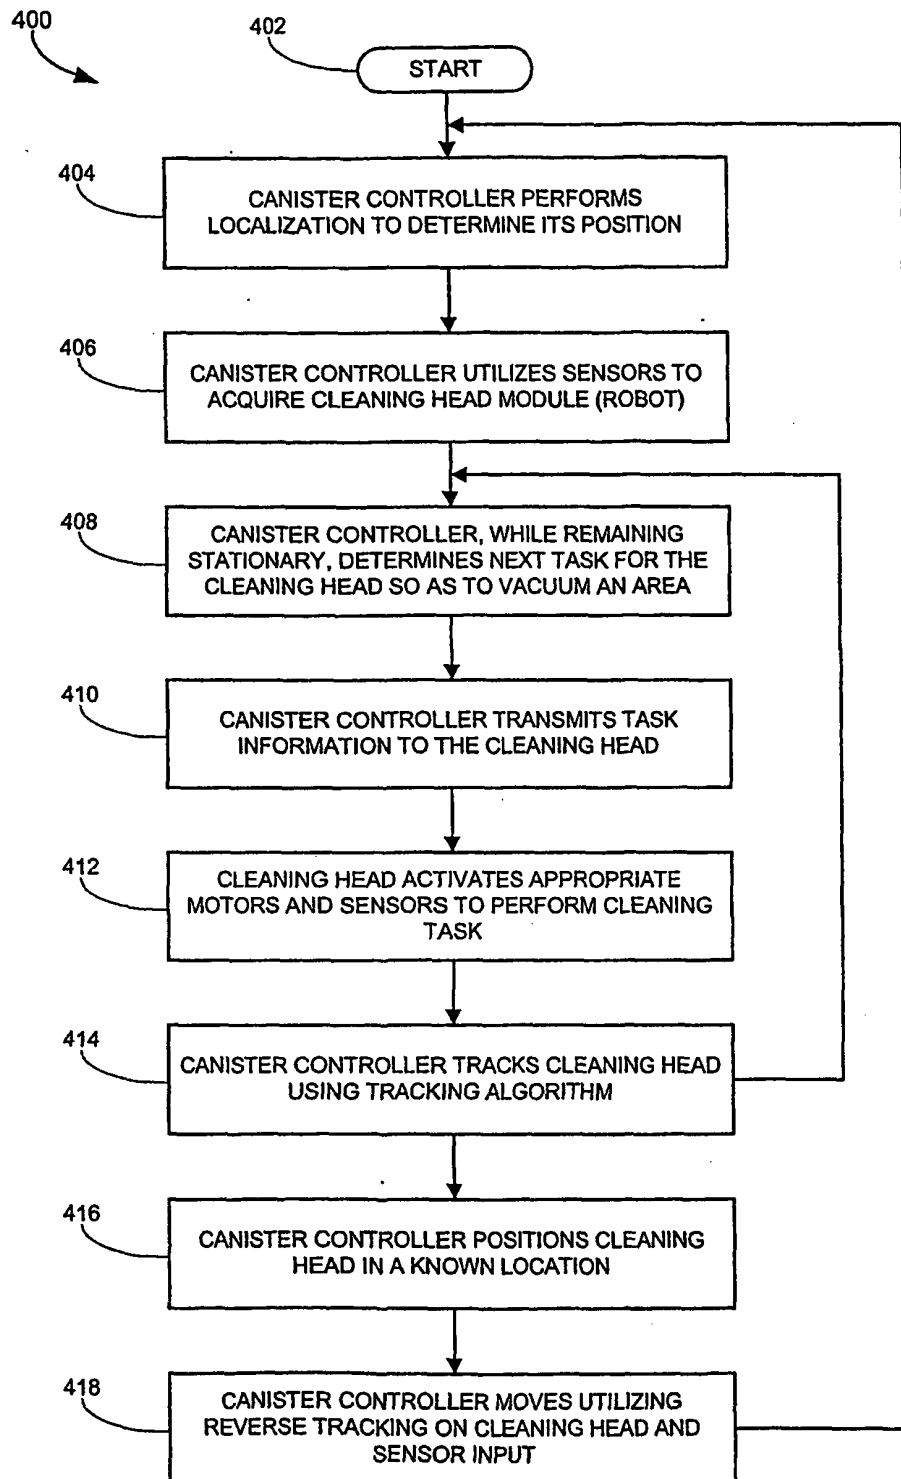 400
402
START
404
CANISTER CONTROLLER PERFORMS
LOCALIZATION TO DETERMINE ITS POSITION
406
CANISTER CONTROLLER UTILIZES SENSORS TO
ACQUIRE CLEANING HEAD MODULE (ROBOT)
408
CANISTER CONTROLLER, WHILE REMAINING
STATIONARY, DETERMINES NEXT TASK FOR THE
CLEANING HEAD SO AS TO VACUUM AN AREA
410
CANISTER CONTROLLER TRANSMITS TASK
INFORMATION TO THE CLEANING HEAD
412
CLEANING HEAD ACTIVATES APPROPRIATE
MOTORS AND SENSORS TO PERFORM CLEANING
TASK
414
CANISTER CONTROLLER TRACKS CLEANING HEAD
USING TRACKING ALGORITHM
416
CANISTER CONTROLLER POSITIONS CLEANING
HEAD IN A KNOWN LOCATION
418
CANISTER CONTROLLER MOVES UTILIZING
REVERSE TRACKING ON CLEANING HEAD AND
SENSOR INPUT